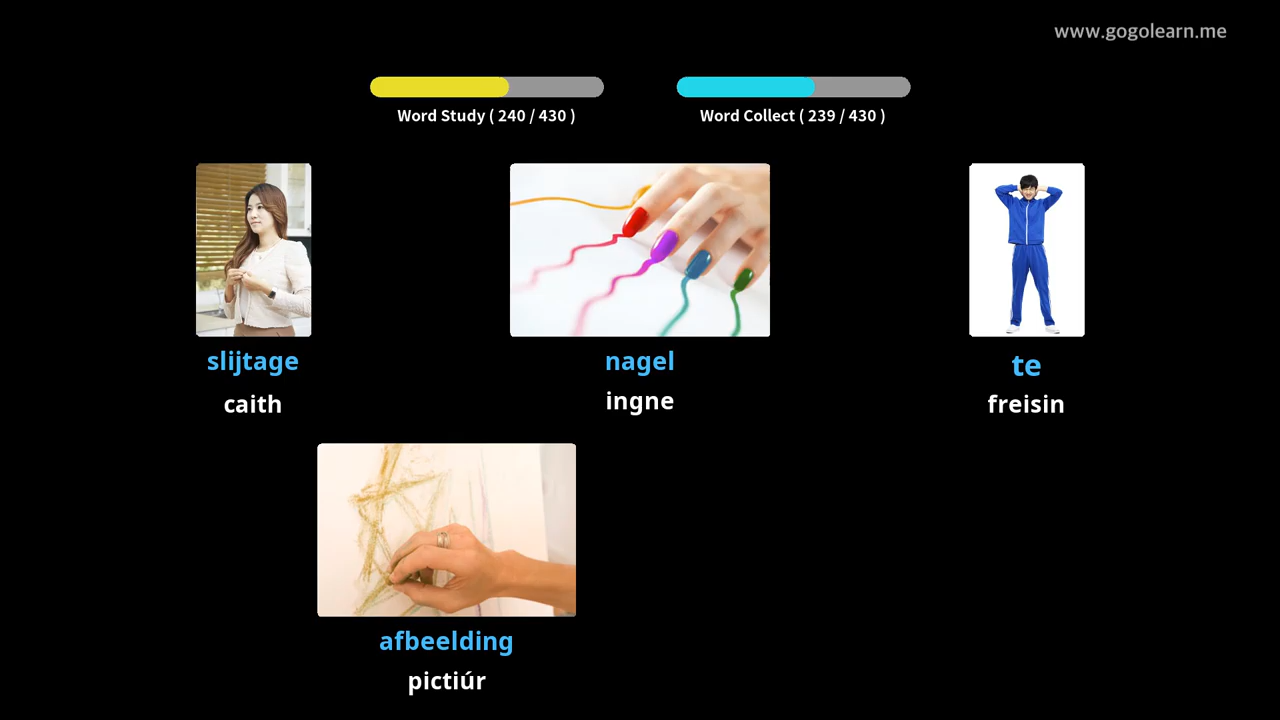 www.gogolearn.me
Word Study ( 240 / 430 )
Word Collect ( 239 / 430 )
slijtage
caith
nagel
ingne
te
freisin
afbeelding
pictiúr